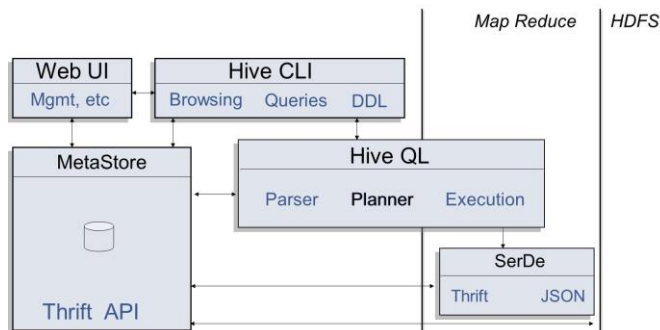 Map Reduce HDFS
Web UI Hive CLI
Mgmt, etc Browsing Queries DDL
MetaStore Hive QL
Parser Planner Execution
SerDe
Thrift API Thrift JSON